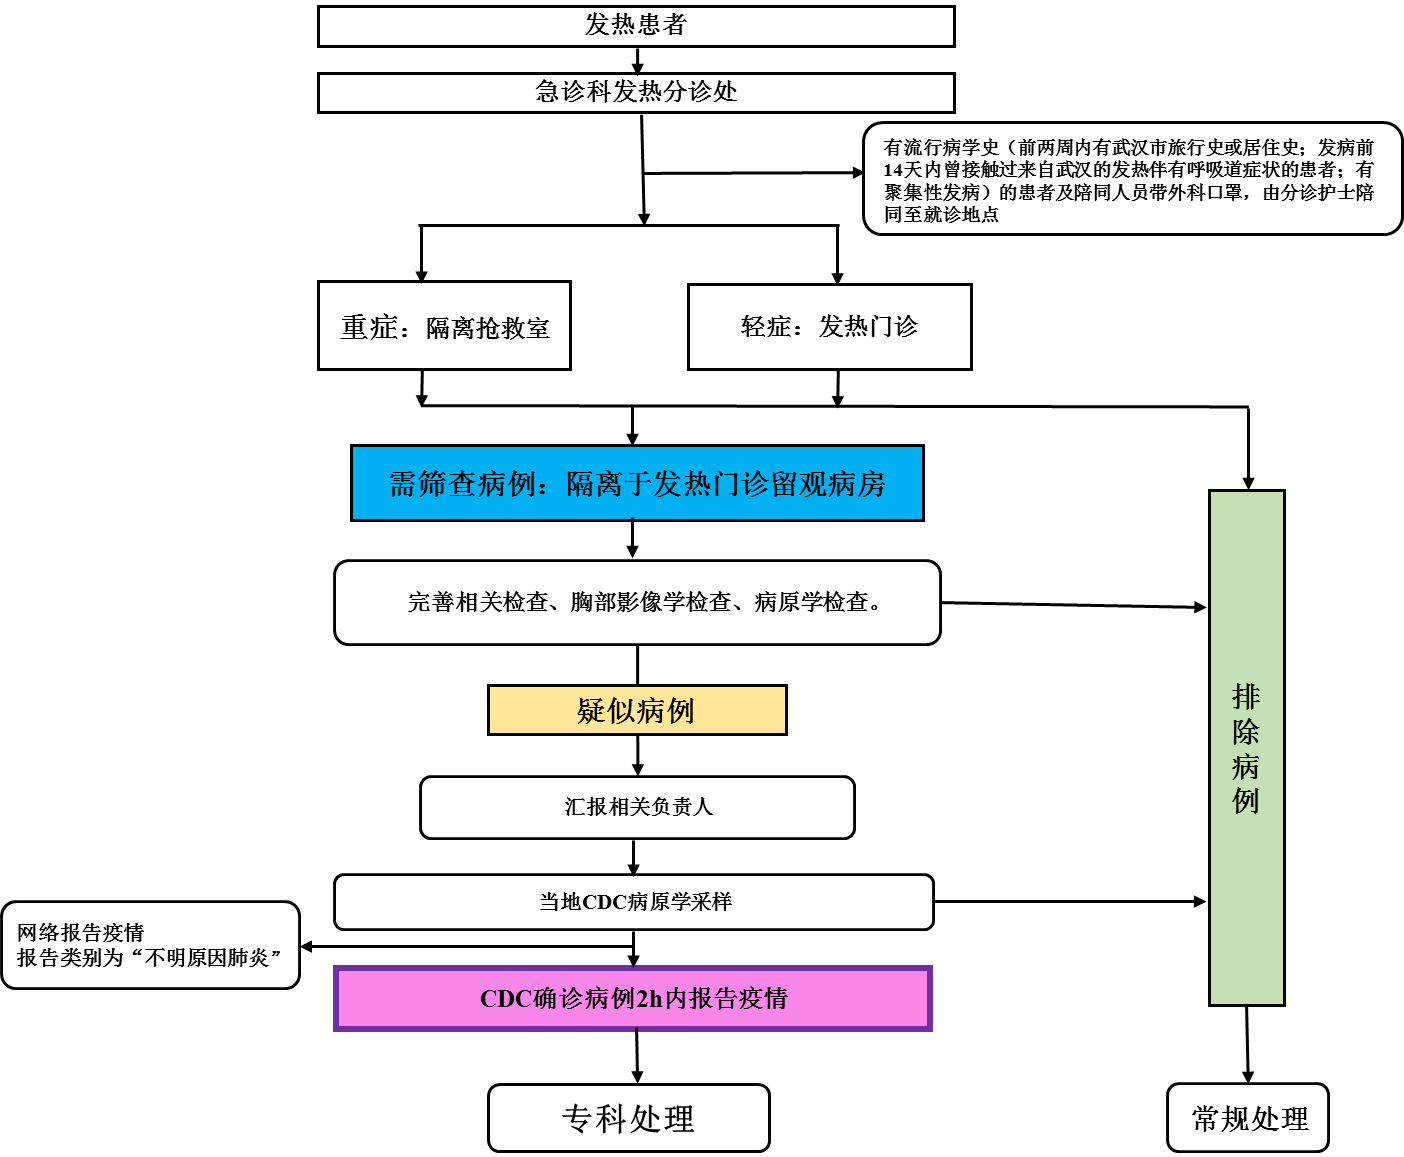 发热患者
急诊科发热分诊处
有流行病学史（前两周内有武汉市旅行史或居住史；发病前
14天内曾接触过来自武汉的发热伴有呼吸道症状的患者；有
聚集性发病）的患者及陪同人员带外科口罩，由分诊护士陪
同至就诊地点
重症：隔离抢救室
轻症：发热门诊
需筛查病例：隔离于发热门诊留观病房
完善相关检查、胸部影像学检查、病原学检查。
疑似病例
排
除
病
例
汇报相关负责人
当地CDC病原学采样
网络报告疫情
报告类别为“不明原因肺炎”
CDC确诊病例2h内报告疫情
专科处理
常规处理